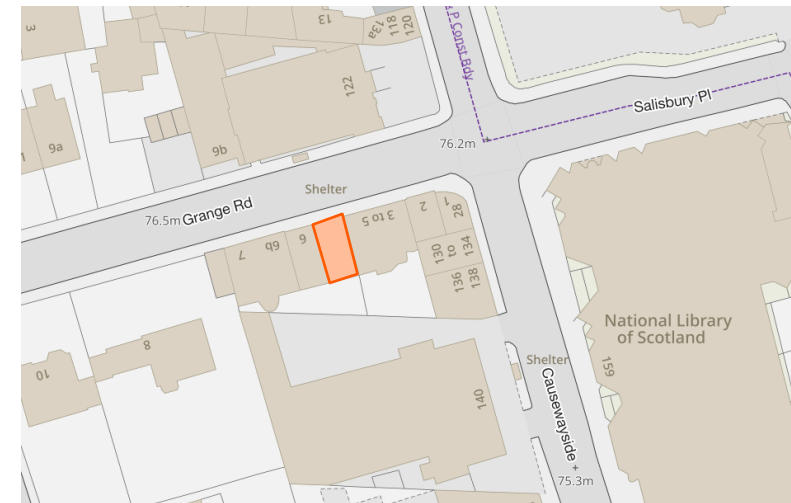 3
13
13a
118
120
P Const Bdy
122
Salisbury Pl
9a
9b
76.2m
Shelter
76.5m
Grange Rd
7
6b
6
3 to 5
2
1
28
130
to
134
136
138
National Library
of Scotland
8
10
Shelter
159
Causewayside
140
75.3m